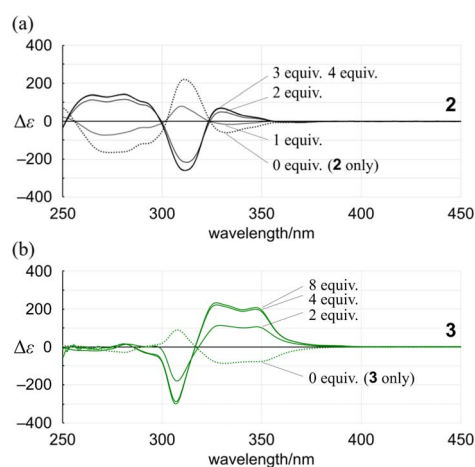 (a)
400
200
0
−200
−400
Δε
3 equiv. 4 equiv.
2 equiv.
2
1 equiv.
0 equiv. (2 only)
250 300 350 400 450
wavelength/nm
(b)
400
200
0
−200
−400
Δε
8 equiv.
4 equiv.
2 equiv.
3
0 equiv. (3 only)
250 300 350 400 450
wavelength/nm